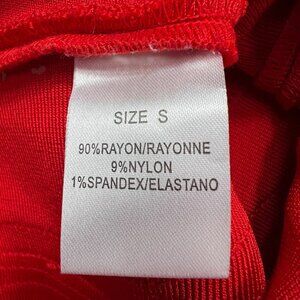 SIZE S
90%RAYON/RAYONNE
9%NYLON
1%SPANDEX/ELASTANO